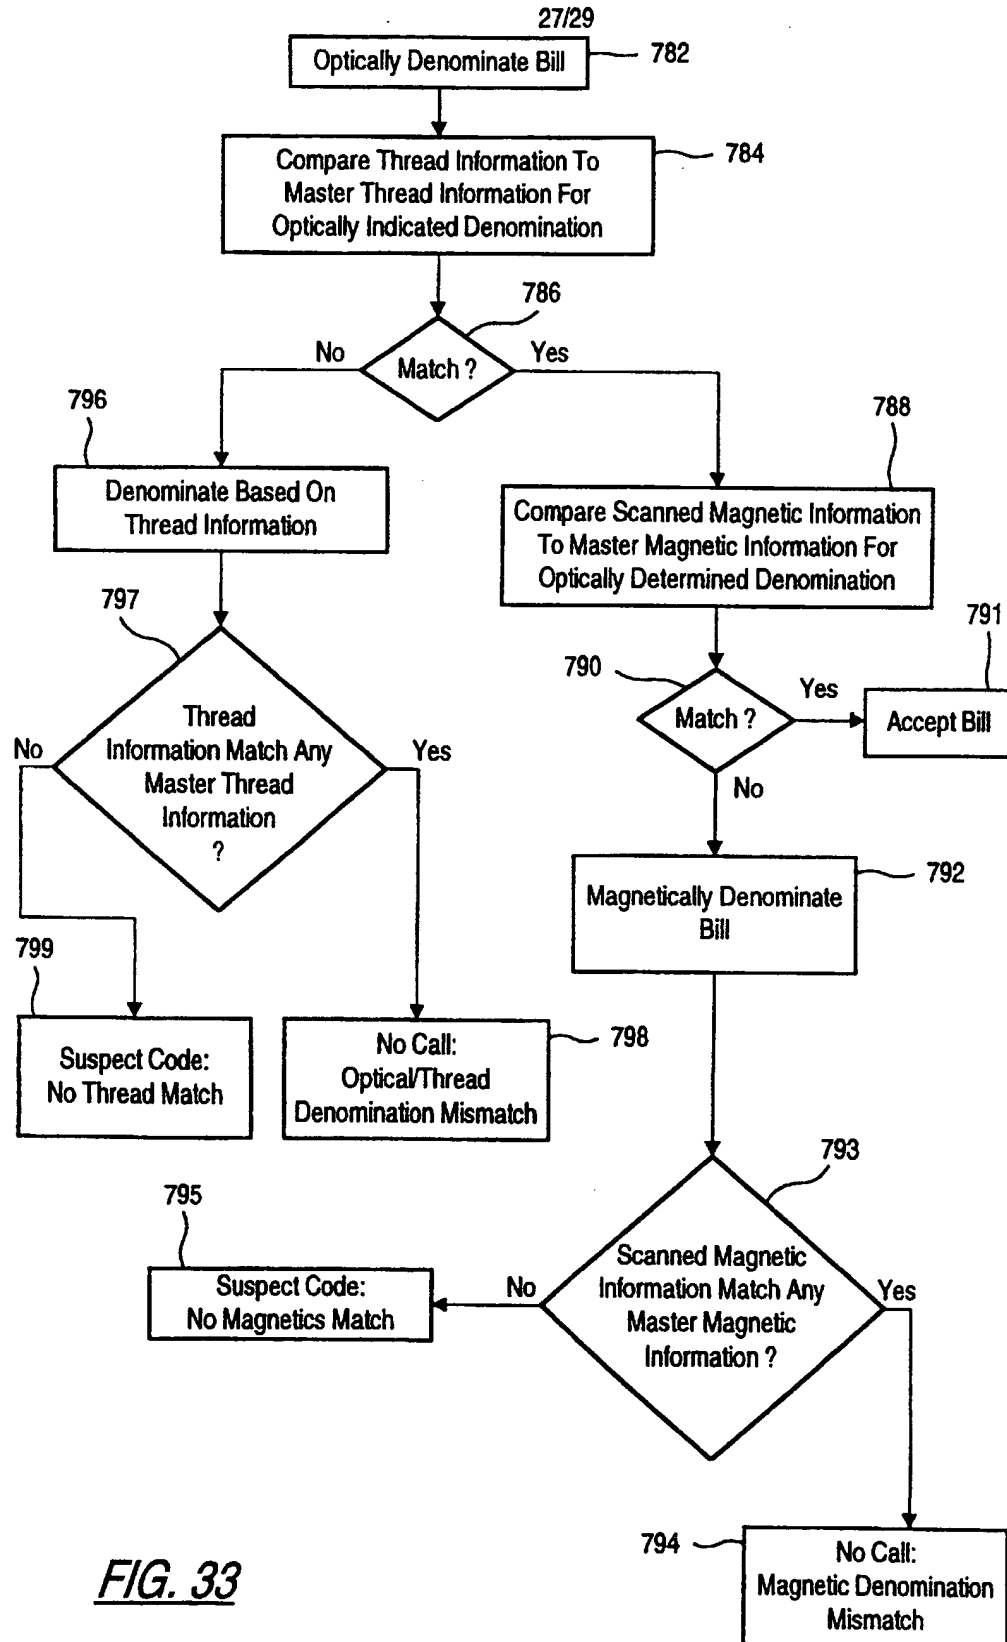 27/29
Optically Denominate Bill
782
Compare Thread Information To
Master Thread Information For
Optically Indicated Denomination
784
786
No
Match ?
Yes
796
788
Denominate Based On
Thread Information
Compare Scanned Magnetic Information
To Master Magnetic Information For
Optically Determined Denomination
797
791
790
Yes
Match ?
Accept Bill
No
Thread
Information Match Any
Master Thread
Information
?
No
Yes
792
Magnetically Denominate
Bill
799
Suspect Code:
No Thread Match
No Call:
Optical/Thread
Denomination Mismatch
798
793
795
Suspect Code:
No Magnetics Match
No
Scanned Magnetic
Information Match Any
Master Magnetic
Information ?
Yes
794
No Call:
Magnetic Denomination
Mismatch
FIG. 33